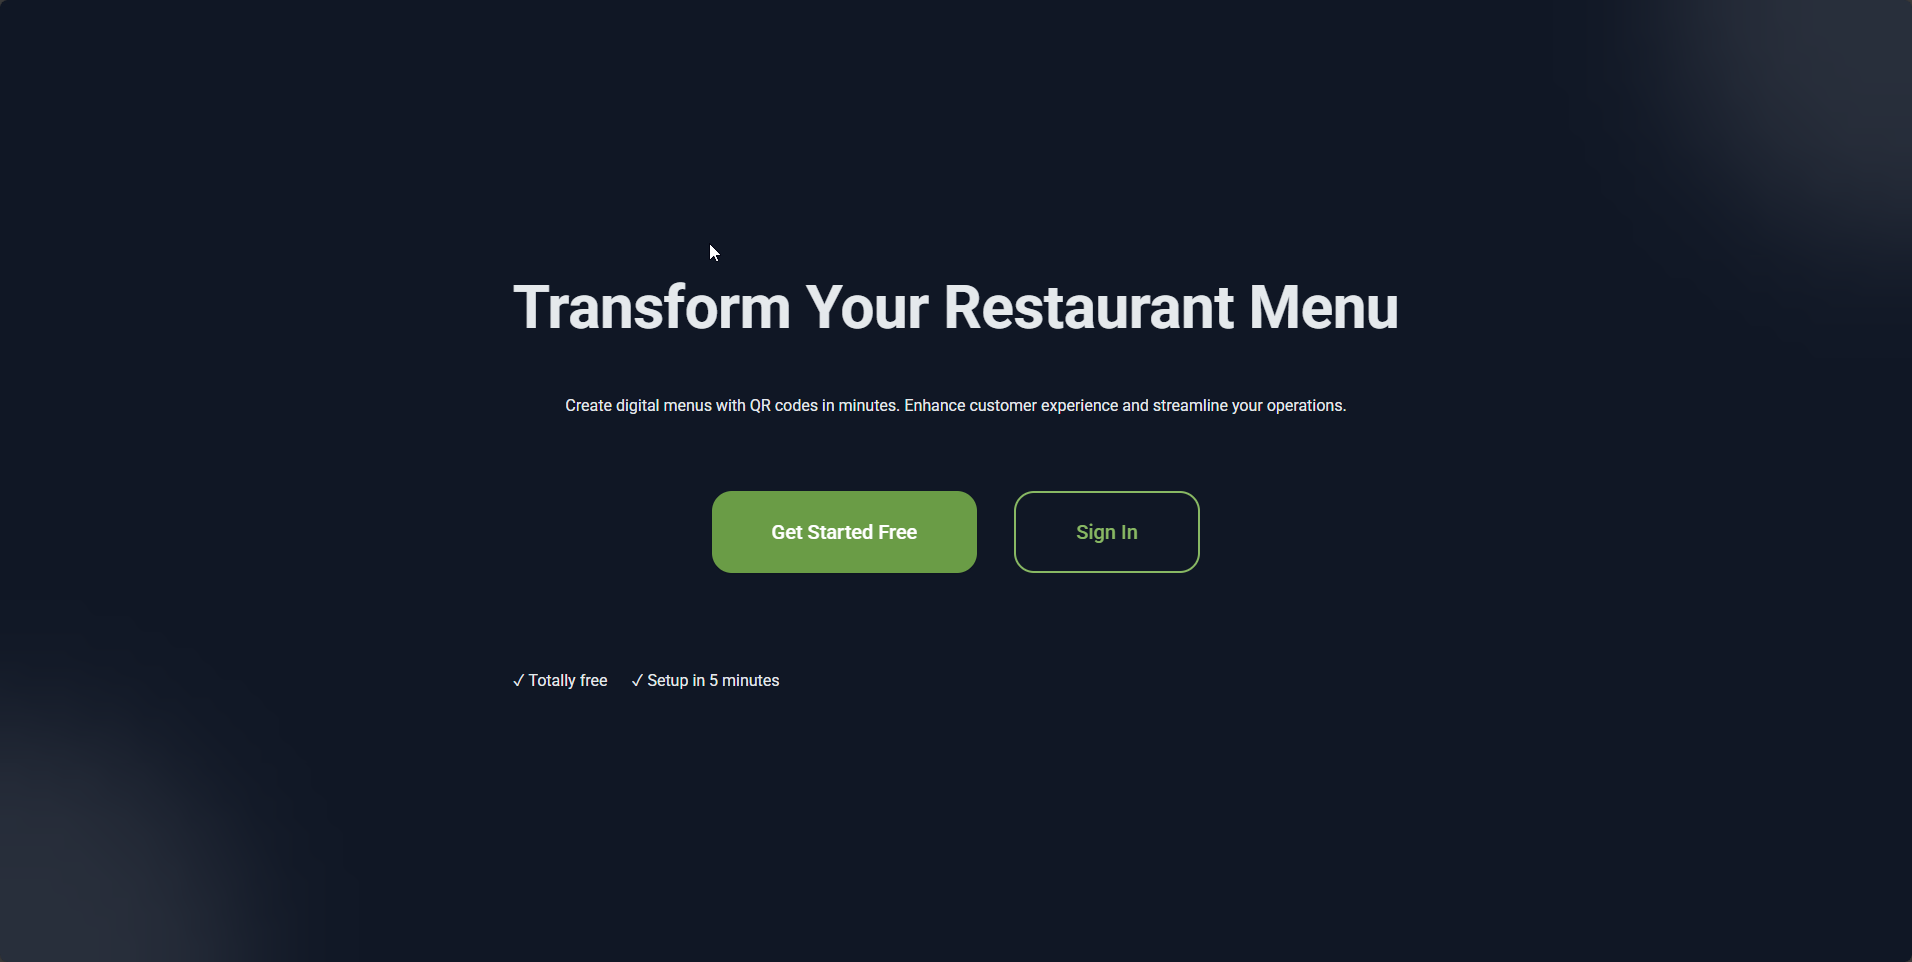 Transform Your Restaurant Menu
Create digital menus with QR codes in minutes. Enhance customer experience and streamline your operations.
Get Started Free
Sign In
✓ Totally free ✓ Setup in 5 minutes